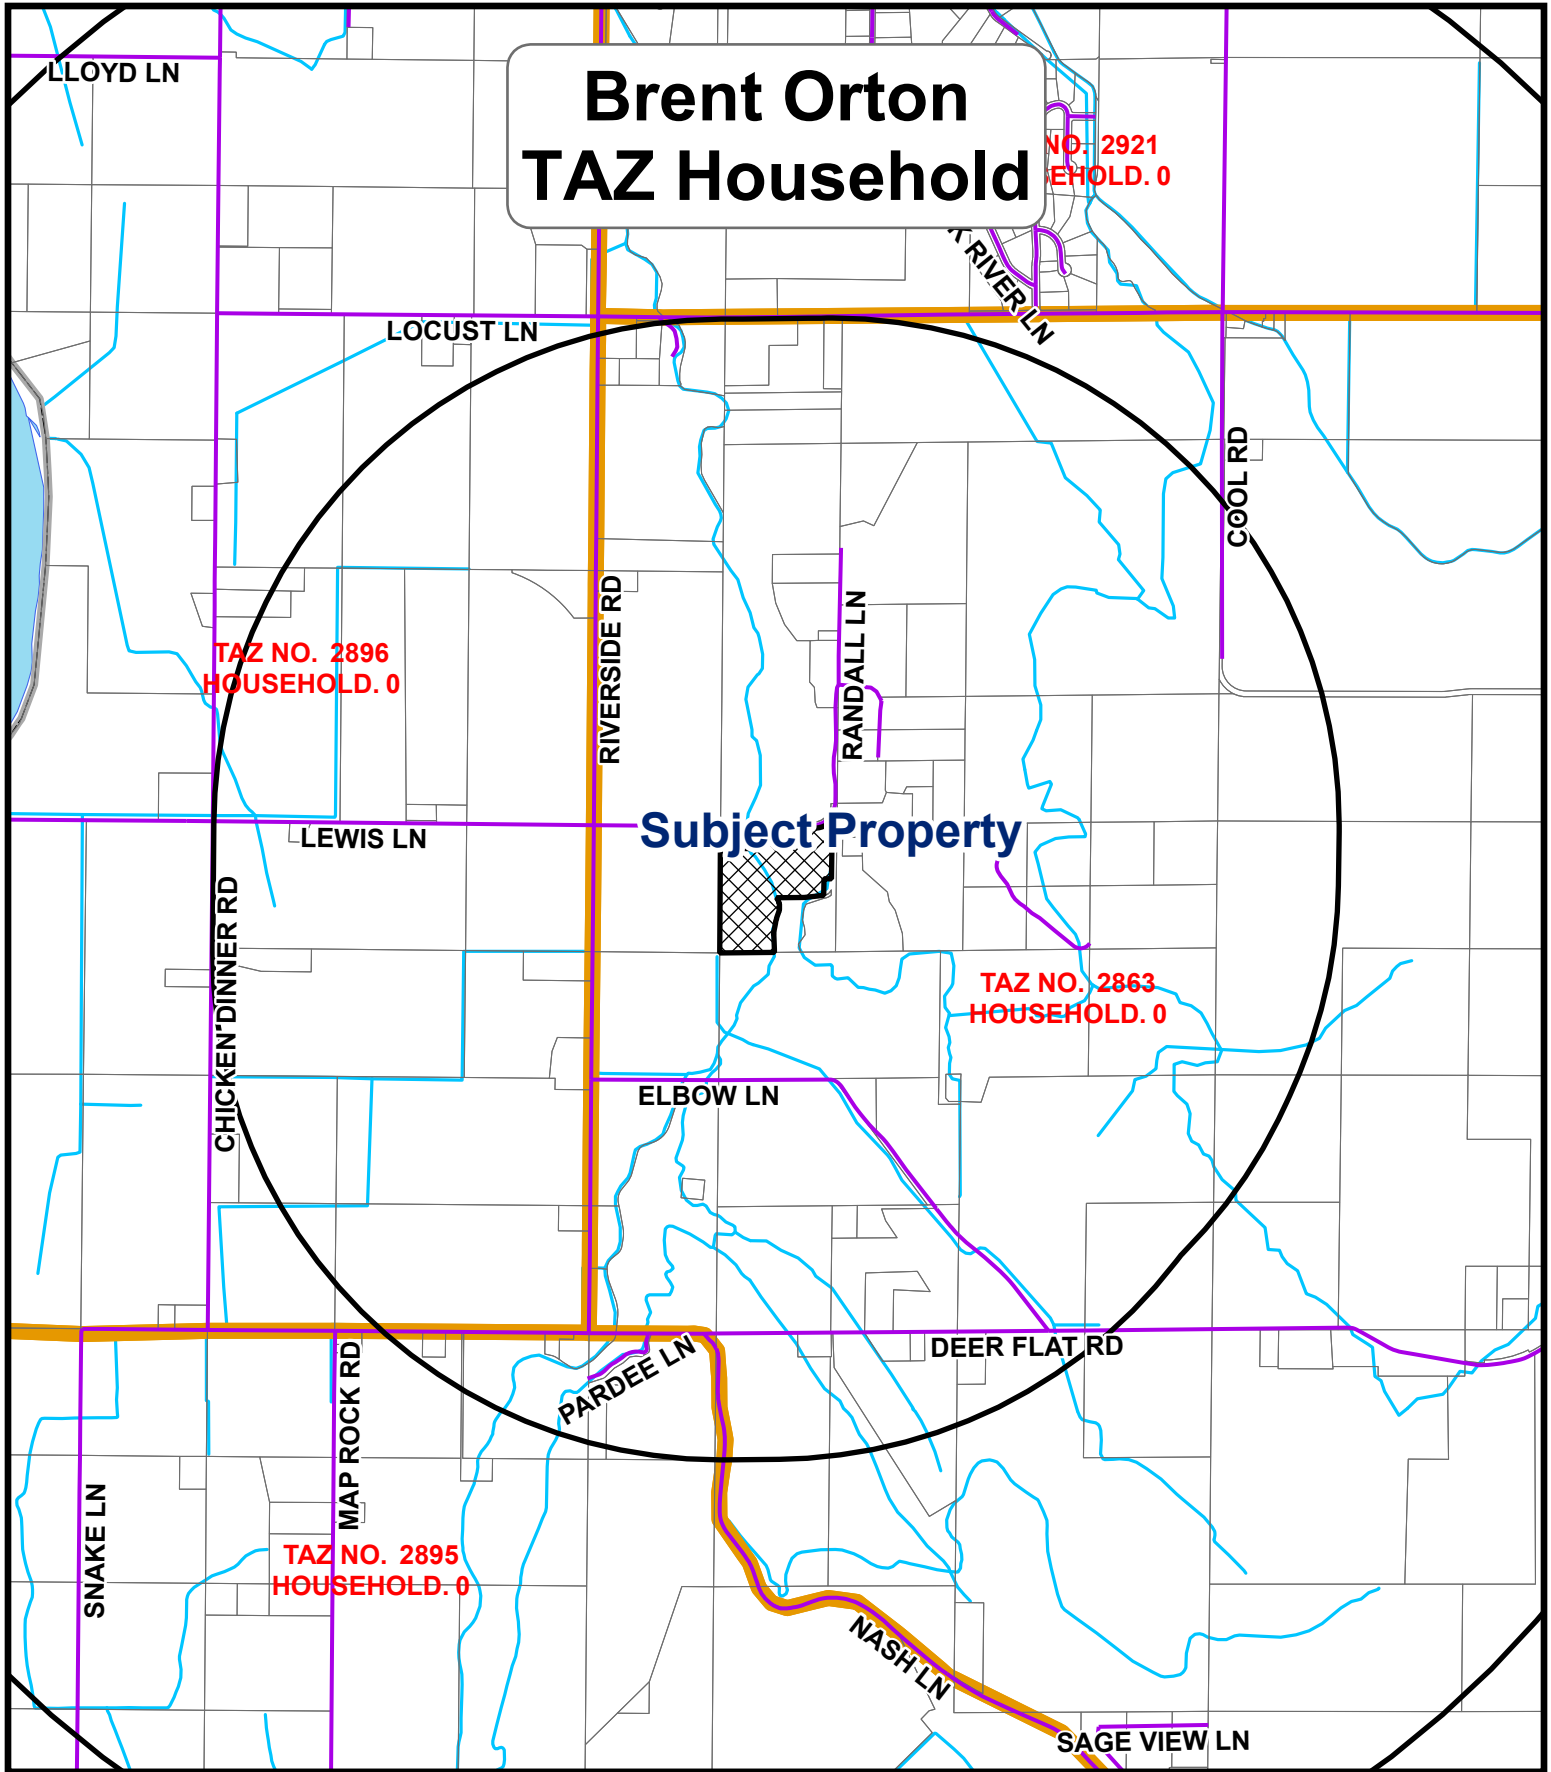 LLOYD LN
Brent Orton
TAZ Household
NO. 2921
EHOLD. 0
RIVER LN
LOCUST LN
COOL RD
RIVERSIDE RD
RANDALL LN
TAZ NO. 2896
HOUSEHOLD. 0
Subject Property
LEWIS LN
CHICKEN DINNER RD
TAZ NO. 2863
HOUSEHOLD. 0
ELBOW LN
DEER FLAT RD
PARDEE LN
MAP ROCK RD
SNAKE LN
TAZ NO. 2895
HOUSEHOLD. 0
NASH LN
SAGE VIEW LN